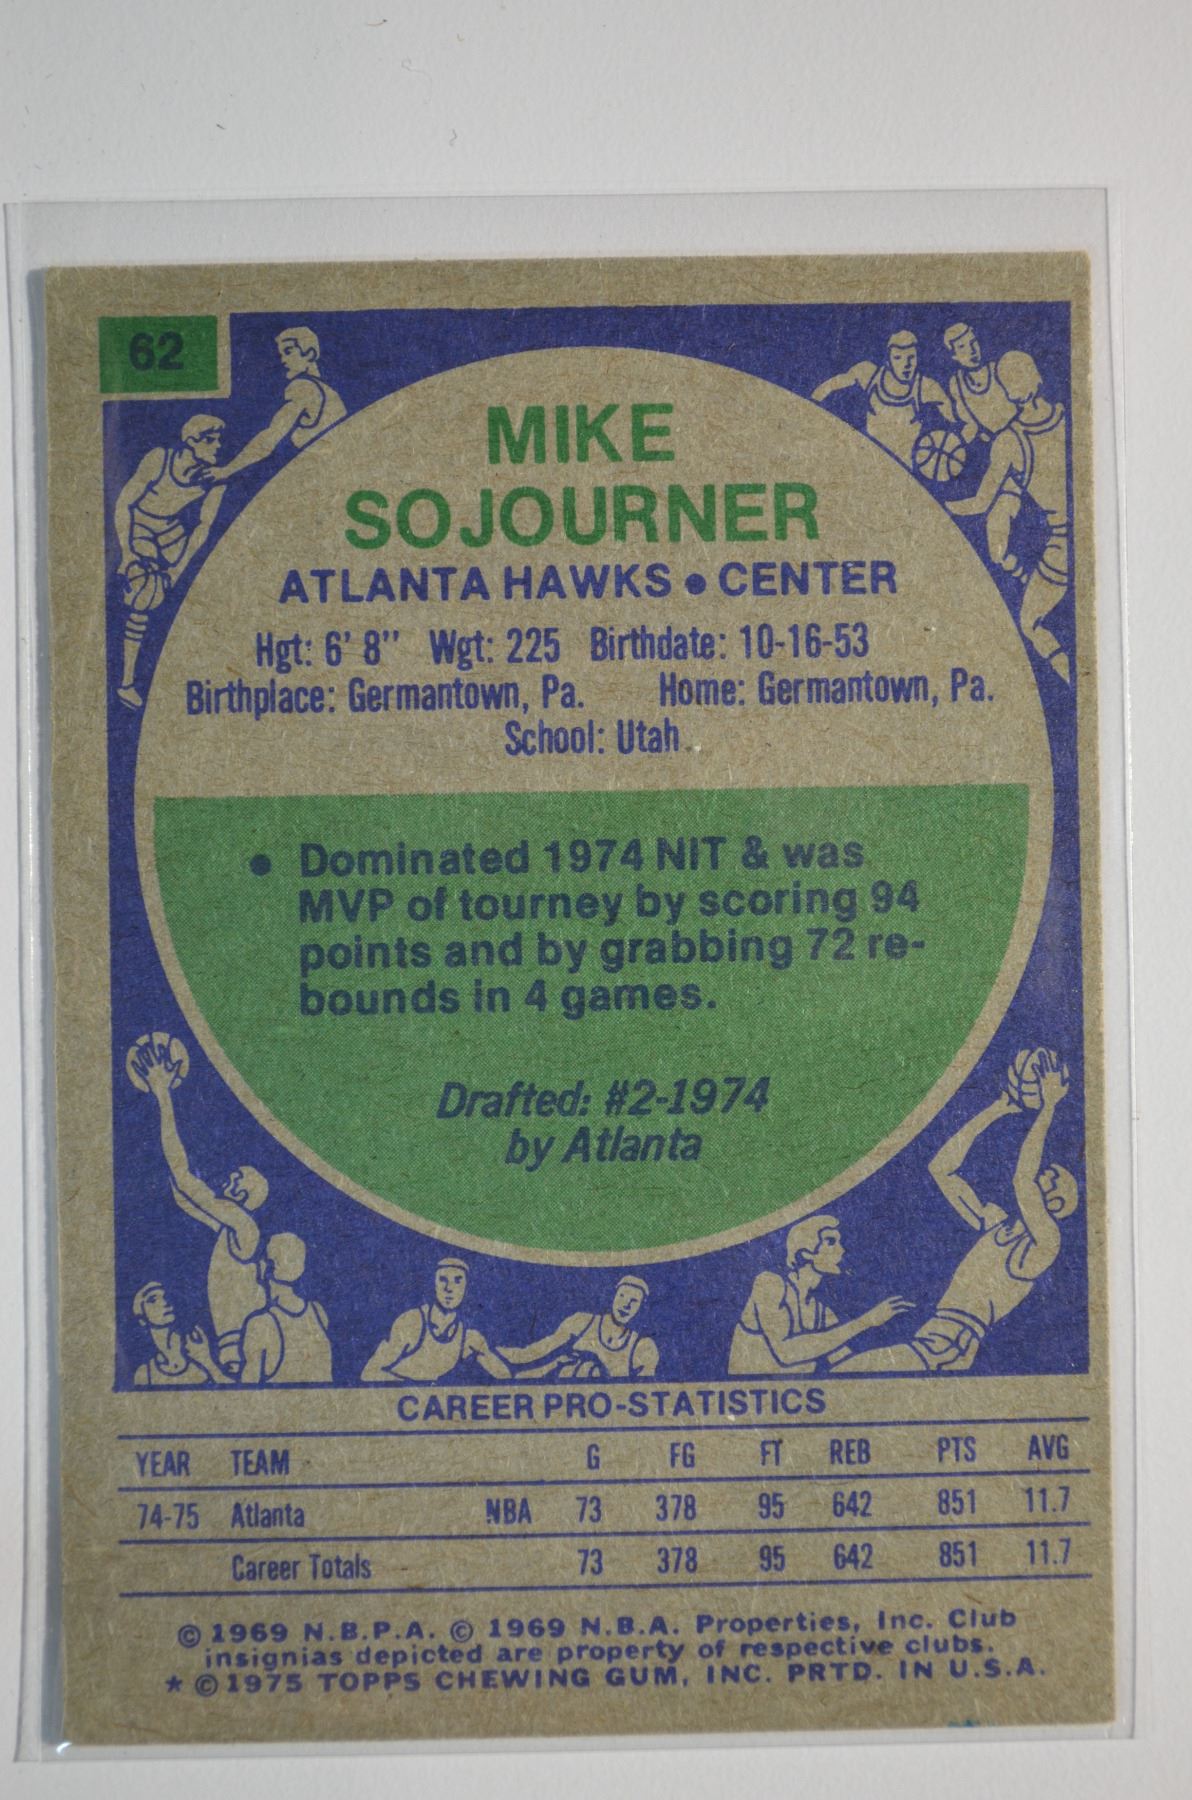 62
MIKE
SOJOURNER
ATLANTA HAWKS • CENTER
Hgt: 6' 8" Wgt: 225 Birthdate: 10-16-53
Birthplace: Germantown, Pa. Home: Germantown, Pa.
School: Utah
• Dominated 1974 NIT & was
MVP of tourney by scoring 94
points and by grabbing 72 re-
bounds in 4 games.
Drafted: #2-1974
by Atlanta
CAREER PRO-STATISTICS
YEAR TEAM G FG FT REB PTS AVG
74-75 Atlanta NBA 73 378 95 642 851 11.7
Career Totals 73 378 95 642 851 11.7
© 1969 N.B.P.A. © 1969 N.B.A. Properties, Inc. Club
insignias depicted are property of respective clubs.
* © 1975 TOPPS CHEWING GUM, INC. PRTD. IN U.S.A.